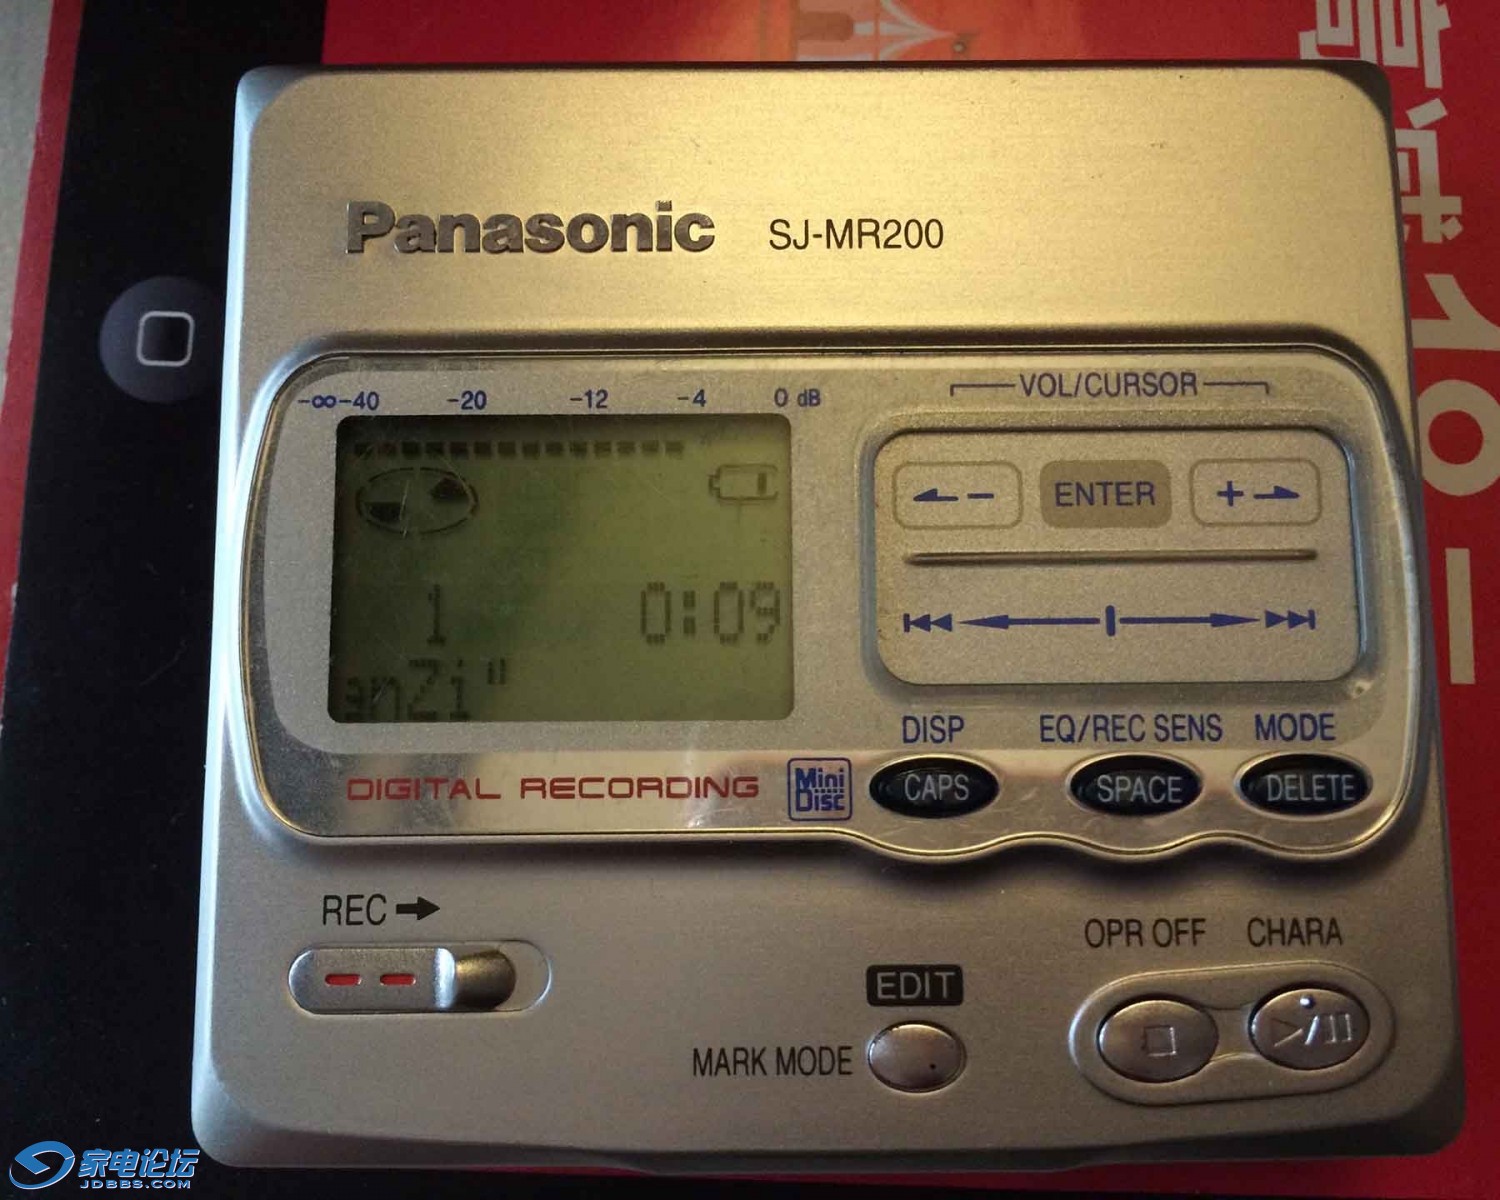 Panasonic SJ-MR200
-∞-40 -20 -12 -4 0 dB
VOL/CURSOR
- ENTER +
1 0:09
anZi"
DISP EQ/REC SENS MODE
DIGITAL RECORDING
Mini Disc
CAPS SPACE DELETE
REC
OPR OFF CHARA
EDIT
MARK MODE
家电论坛
JDBBS.COM